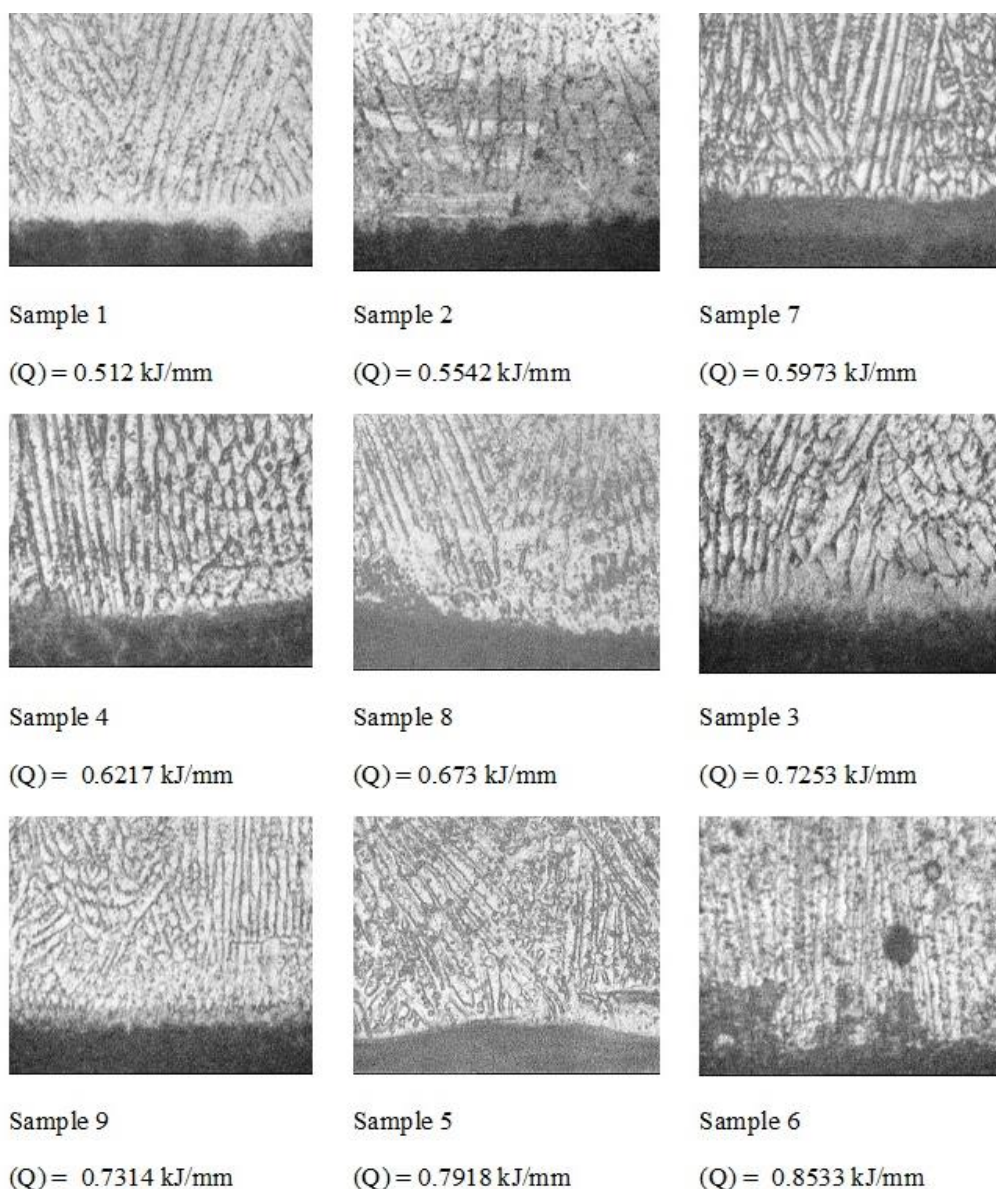 Sample 1
Sample 2
Sample 7
(Q) = 0.512 kJ/mm
(Q) = 0.5542 kJ/mm
(Q) = 0.5973 kJ/mm
Sample 4
Sample 8
Sample 3
(Q) =  0.6217 kJ/mm
(Q) = 0.673 kJ/mm
(Q) = 0.7253 kJ/mm
Sample 9
Sample 5
Sample 6
(Q) =  0.7314 kJ/mm
(Q) = 0.7918 kJ/mm
(Q) =  0.8533 kJ/mm